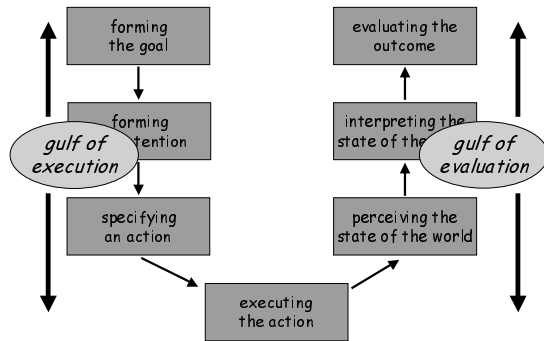 forming
the goal
forming
tention
gulf of
execution
specifying
an action
executing
the action
perceiving the
state of the world
interpreting the
state of the
gulf of
evaluation
evaluating the
outcome